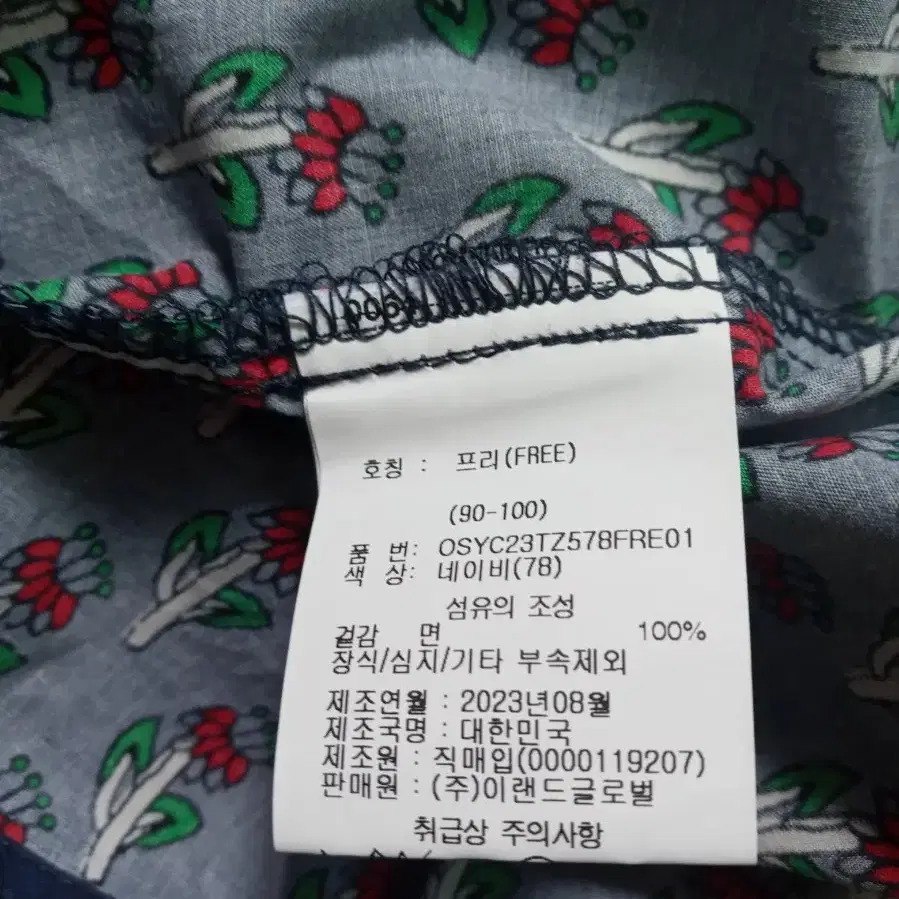 호칭 : 프리(FREE)
(90-100)
품 번: OSYC23TZ578FRE01
색 상: 네이비(78)
섬유의 조성
겉감 면 100%
장식/심지/기타 부속제외
제조연월 : 2023년08월
제조국명 : 대한민국
제조원 : 직매입(0000119207)
판매원 : (주)이랜드글로벌
취급상 주의사항